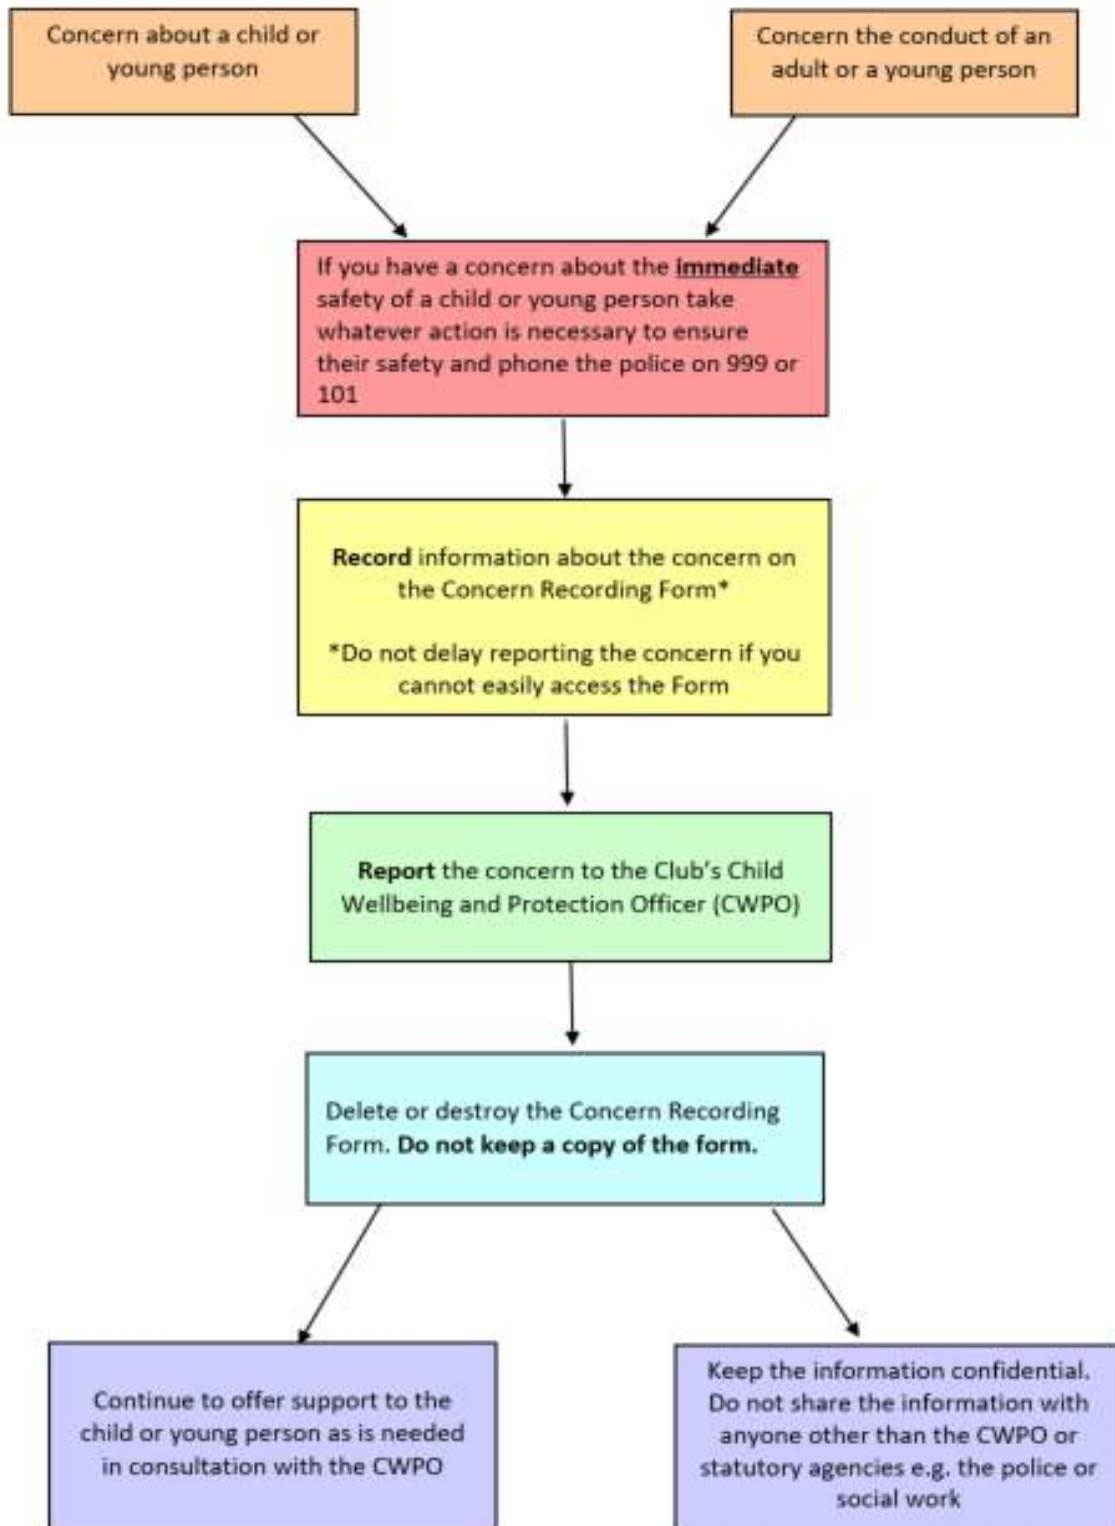 Concern about a child or
young person
Concern the conduct of an
adult or a young person
If you have a concern about the immediate
safety of a child or young person take
whatever action is necessary to ensure
their safety and phone the police on 999 or
101
Record information about the concern on
the Concern Recording Form*
*Do not delay reporting the concern if you
cannot easily access the Form
Report the concern to the Club's Child
Wellbeing and Protection Officer (CWPO)
Delete or destroy the Concern Recording
Form. Do not keep a copy of the form.
Continue to offer support to the
child or young person as is needed
in consultation with the CWPO
Keep the information confidential.
Do not share the information with
anyone other than the CWPO or
statutory agencies e.g. the police or
social work